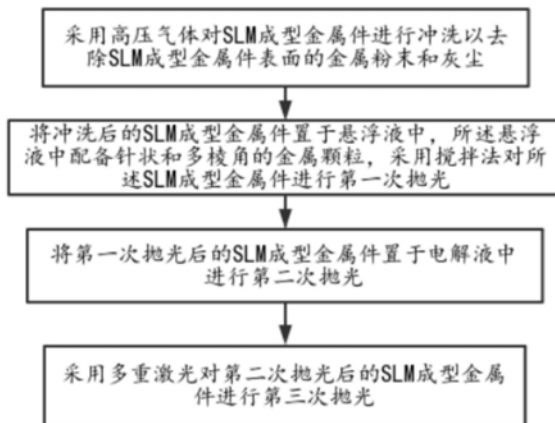 采用高压气体对SLM成型金属件进行冲洗以去
除SLM成型金属件表面的金属粉末和灰尘
将冲洗后的SLM成型金属件置于悬浮液中，所述悬浮
液中配备针状和多棱角的金属颗粒，采用搅拌法对所
述SLM成型金属件进行第一次抛光
将第一次抛光后的SLM成型金属件置于电解液中
进行第二次抛光
采用多重激光对第二次抛光后的SLM成型金属
件进行第三次抛光